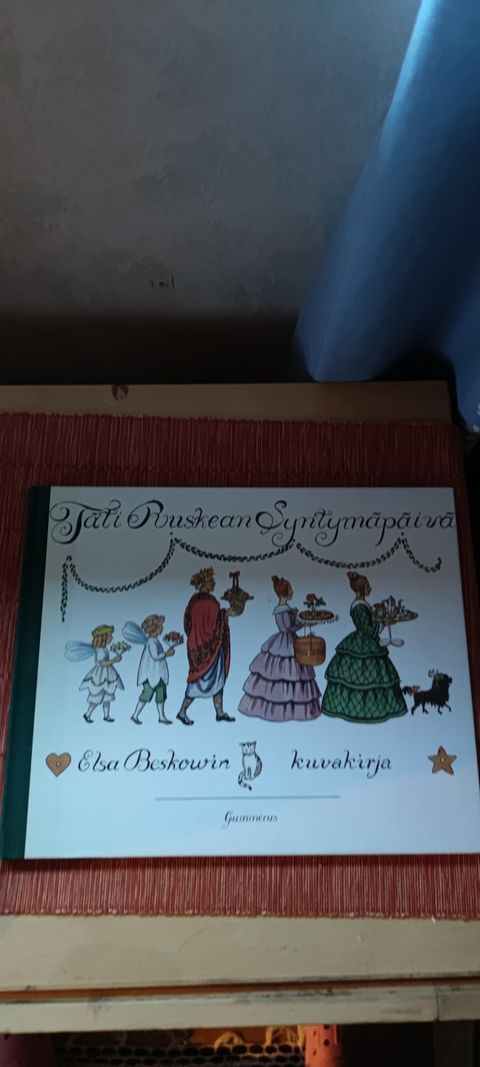 Täti Ruskean Syntymäpäivä
Elsa Beskowin kuvakirja
Gummerus